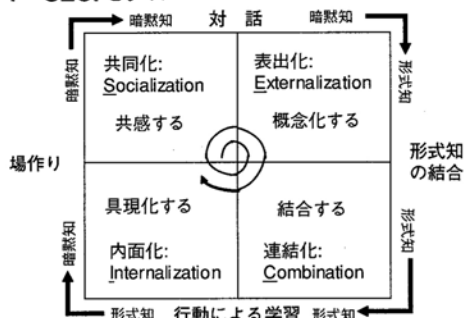 暗黙知 対 話 暗黙知
暗黙知
共同化:
Socialization
共感する
表出化:
Externalization
概念化する
形式知
場作り
形式知
の結合
具現化する
内面化:
Internalization
結合する
連結化:
Combination
暗黙知
形式知
形式知 行動による学習 形式知